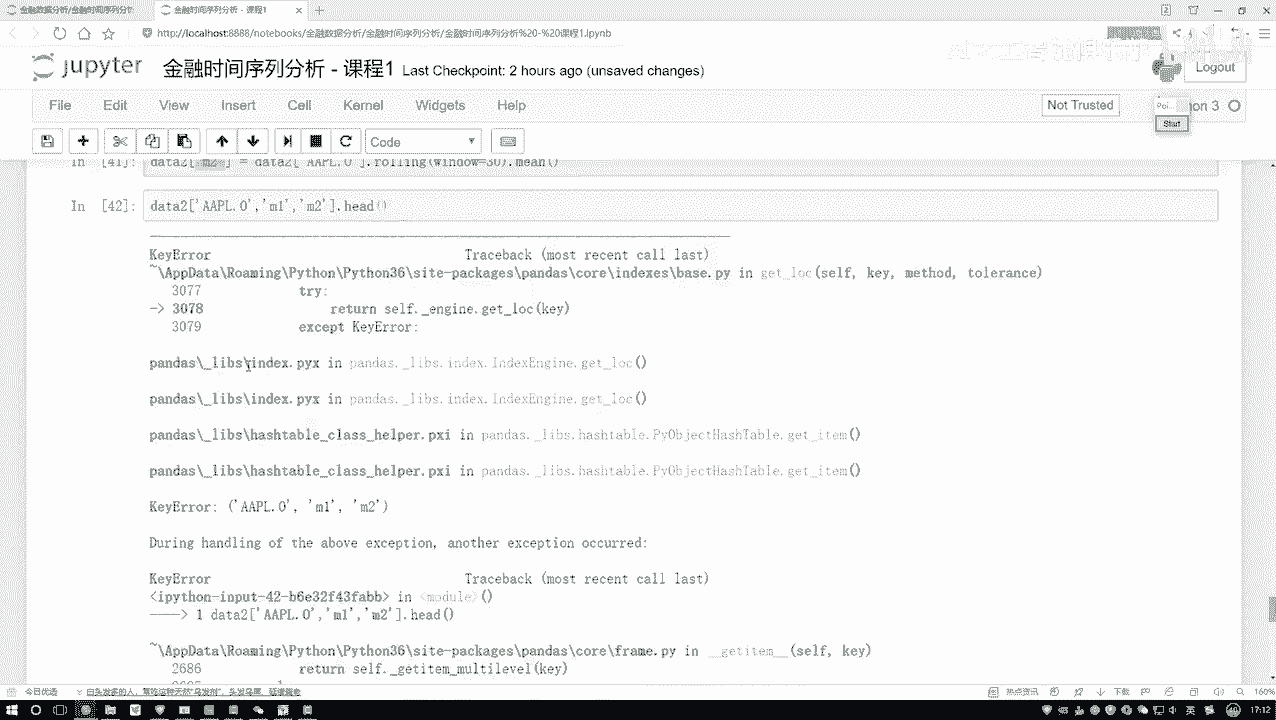 金融数据分析/金融时间序列分
金融时间序列分析 - 课程1
http://localhost:8888/notebooks/金融数据分析/金融时间序列分析/金融时间序列分析%20-%20课程1.ipynb
jupyter 金融时间序列分析 - 课程1 Last Checkpoint: 2 hours ago (unsaved changes)
Logout
File Edit View Insert Cell Kernel Widgets Help
Not Trusted
on 3
Start
Code
In [41]: data2['m2'] = data2['AAPL.O'].rolling(window=30).mean()
In [42]: data2['AAPL.O','m1','m2'].head()
KeyError Traceback (most recent call last)
~\AppData\Roaming\Python\Python36\site-packages\pandas\core\indexes\base.py in get_loc(self, key, method, tolerance)
3077 try:
-> 3078 return self._engine.get_loc(key)
3079 except KeyError:
pandas\_libs\index.pyx in pandas._libs.index.IndexEngine.get_loc()
pandas\_libs\index.pyx in pandas._libs.index.IndexEngine.get_loc()
pandas\_libs\hashtable_class_helper.pxi in pandas._libs.hashtable.PyObjectHashTable.get_item()
pandas\_libs\hashtable_class_helper.pxi in pandas._libs.hashtable.PyObjectHashTable.get_item()
KeyError: ('AAPL.O', 'm1', 'm2')
During handling of the above exception, another exception occurred:
KeyError Traceback (most recent call last)
<ipython-input-42-b6e32f43fabb> in <module>()
----> 1 data2['AAPL.O','m1','m2'].head()
~\AppData\Roaming\Python\Python36\site-packages\pandas\core\frame.py in __getitem__(self, key)
2686 return self._getitem_multilevel(key)
今日优选
热点资讯
下载
160%
17:12